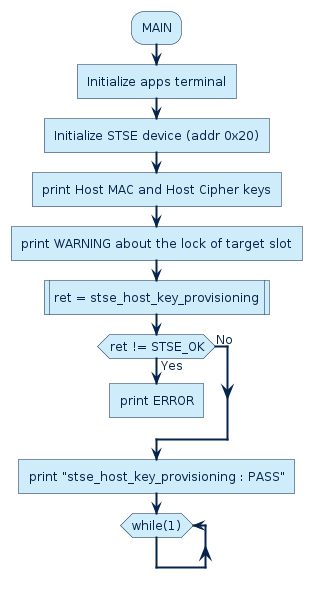 MAIN
Initialize apps terminal
Initialize STSE device (addr 0x20)
print Host MAC and Host Cipher keys
print WARNING about the lock of target slot
ret = stse_host_key_provisioning
ret != STSE_OK
No
Yes
print ERROR
print "stse_host_key_provisioning : PASS"
while(1)